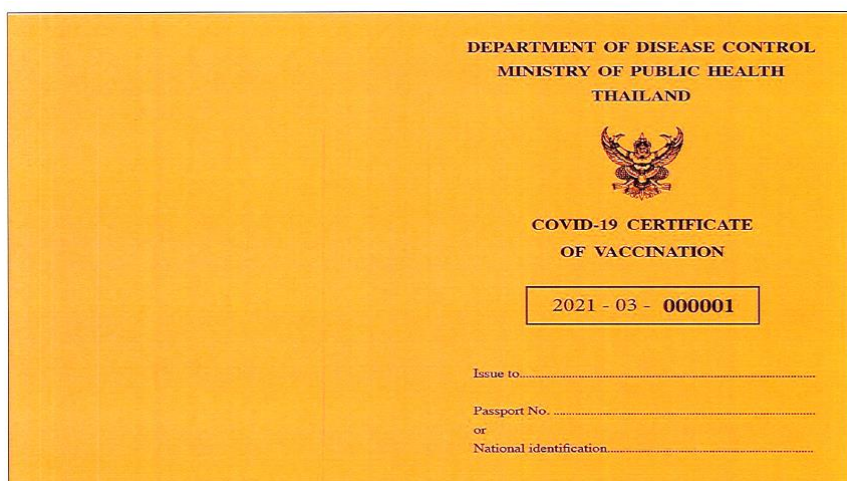 DEPARTMENT OF DISEASE CONTROL
MINISTRY OF PUBLIC HEALTH
THAILAND
COVID-19 CERTIFICATE
OF VACCINATION
2021 - 03 - 000001
Issue to....................................................................................
Passport No. ...........................................................................
or
National identification...........................................................